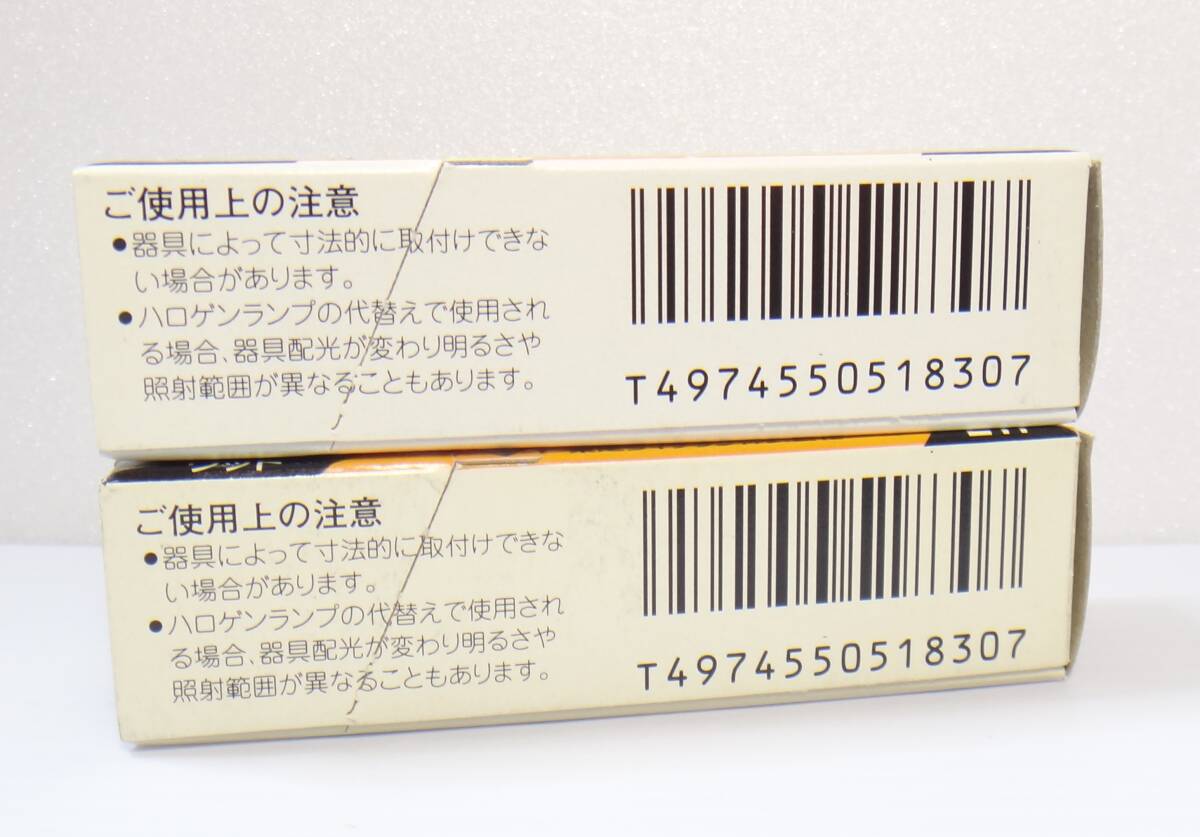 ご使用上の注意
●器具によって寸法的に取付けできな
い場合があります。
●ハロゲンランプの代替えで使用され
る場合、器具配光が変わり明るさや
照射範囲が異なることもあります。
T4974550518307
ご使用上の注意
●器具によって寸法的に取付けできな
い場合があります。
●ハロゲンランプの代替えで使用され
る場合、器具配光が変わり明るさや
照射範囲が異なることもあります。
T4974550518307